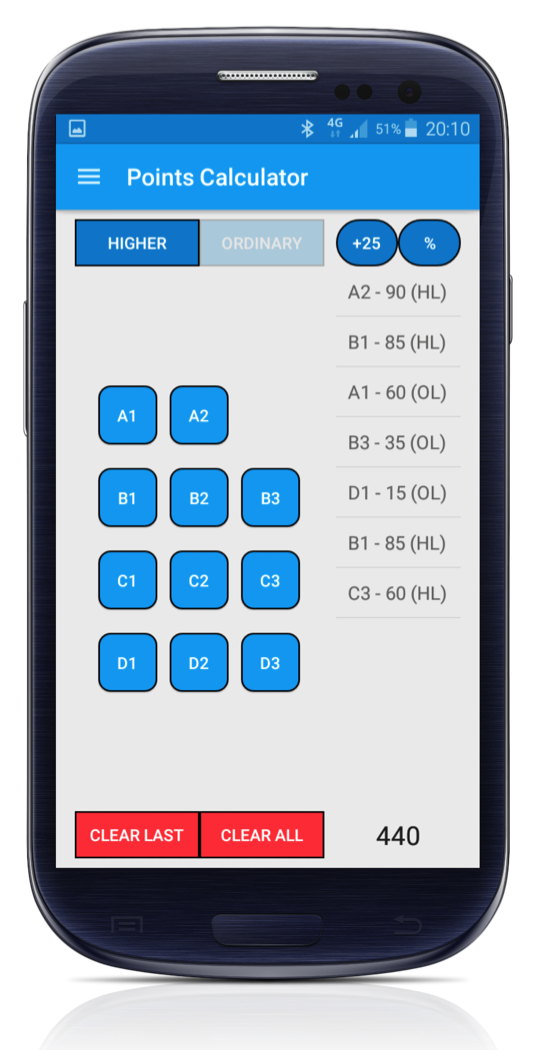 4G 51% 20:10
Points Calculator
HIGHER ORDINARY +25 %
A2 - 90 (HL)
B1 - 85 (HL)
A1 - 60 (OL)
B3 - 35 (OL)
D1 - 15 (OL)
B1 - 85 (HL)
C3 - 60 (HL)
A1 A2
B1 B2 B3
C1 C2 C3
D1 D2 D3
CLEAR LAST CLEAR ALL 440